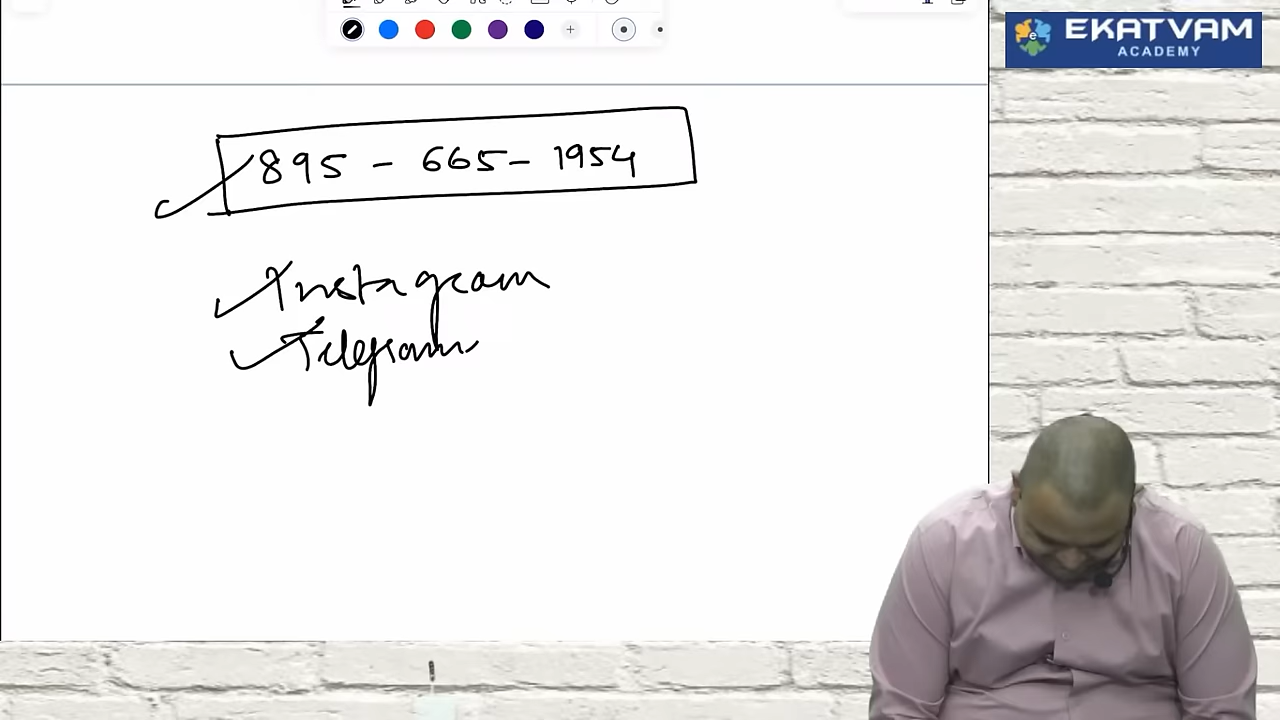 EKATVAM
ACADEMY
895 - 665 - 1954
Instagram
Telegram